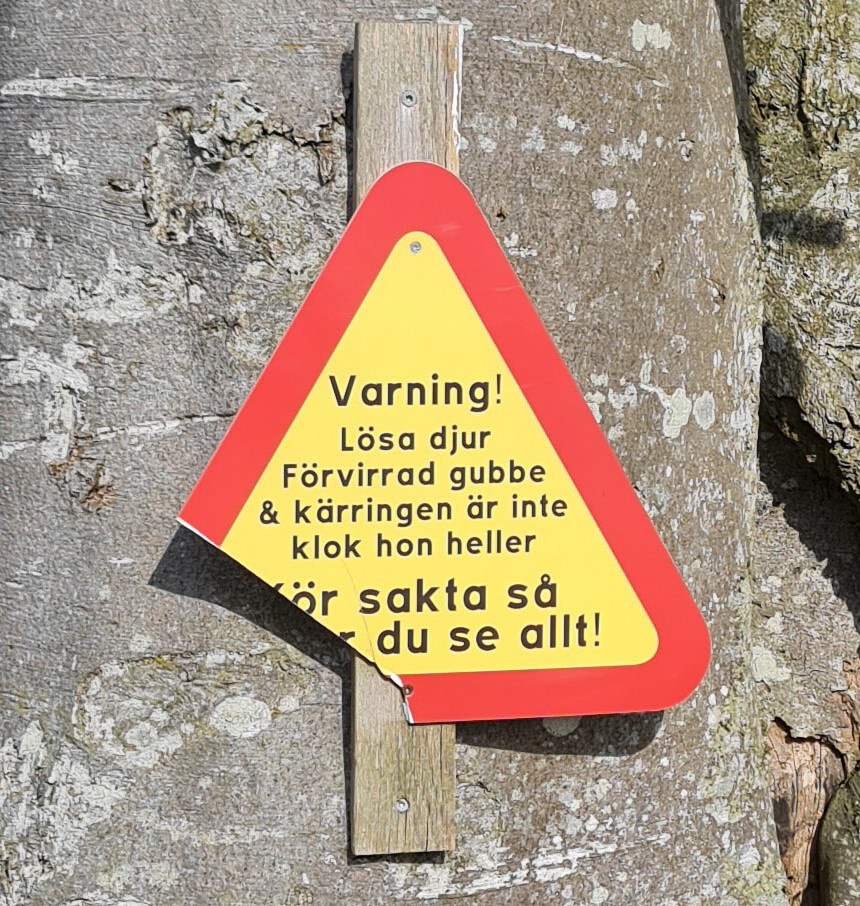 Varning!
Lösa djur
Förvirrad gubbe
& kärringen är inte
klok hon heller
sakta så
du se allt!